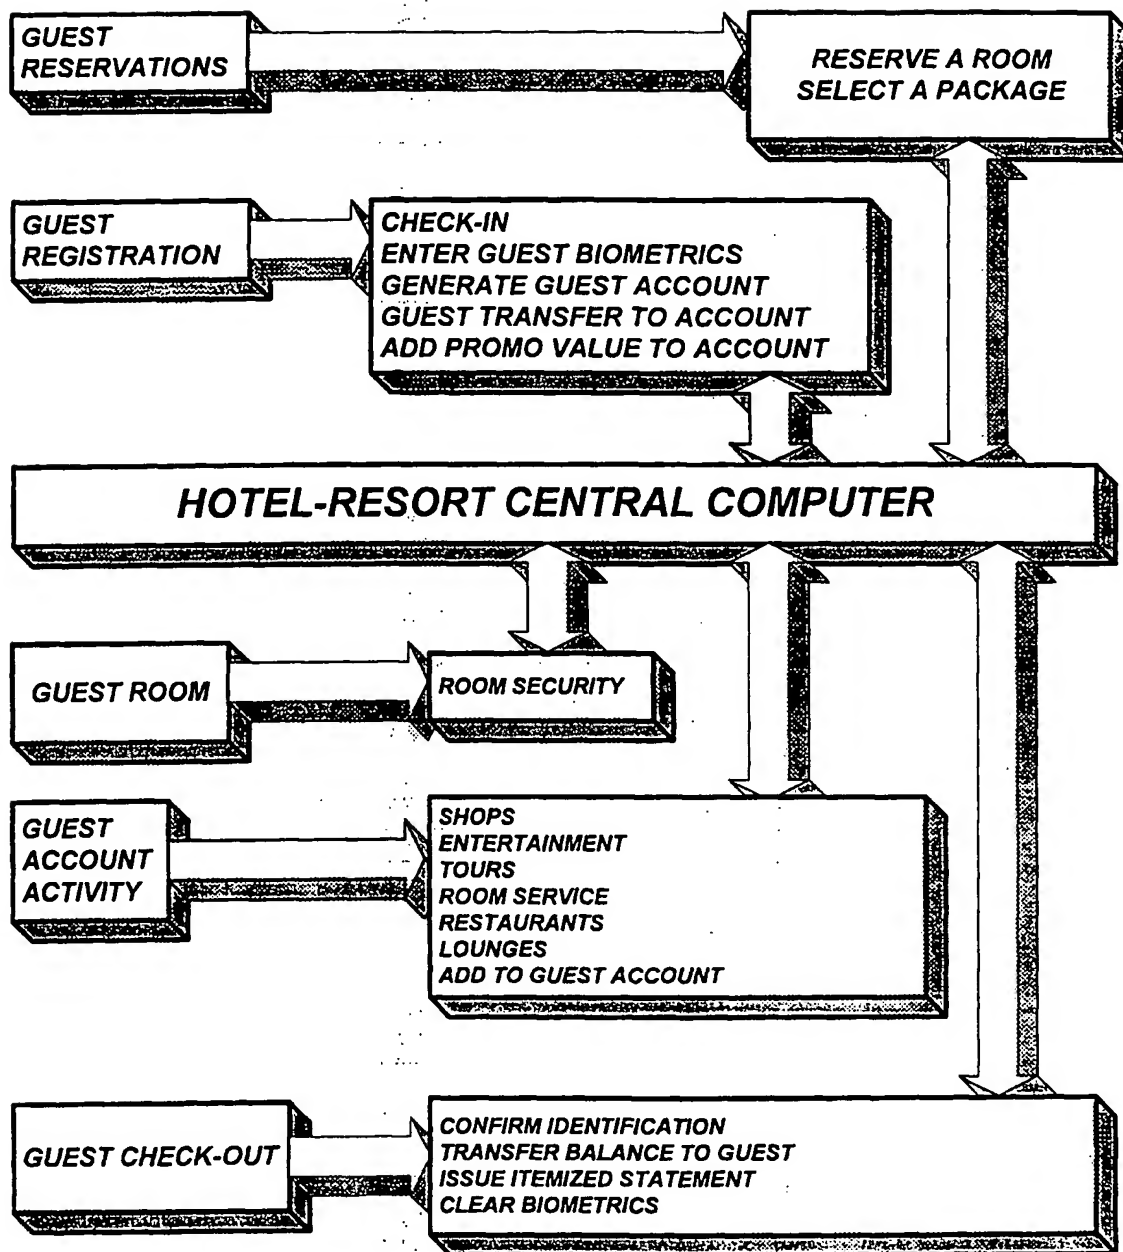 GUEST
RESERVATIONS
RESERVE A ROOM
SELECT A PACKAGE
GUEST
REGISTRATION
CHECK-IN
ENTER GUEST BIOMETRICS
GENERATE GUEST ACCOUNT
GUEST TRANSFER TO ACCOUNT
ADD PROMO VALUE TO ACCOUNT
HOTEL-RESORT CENTRAL COMPUTER
GUEST ROOM
ROOM SECURITY
GUEST
ACCOUNT
ACTIVITY
SHOPS
ENTERTAINMENT
TOURS
ROOM SERVICE
RESTAURANTS
LOUNGES
ADD TO GUEST ACCOUNT
GUEST CHECK-OUT
CONFIRM IDENTIFICATION
TRANSFER BALANCE TO GUEST
ISSUE ITEMIZED STATEMENT
CLEAR BIOMETRICS